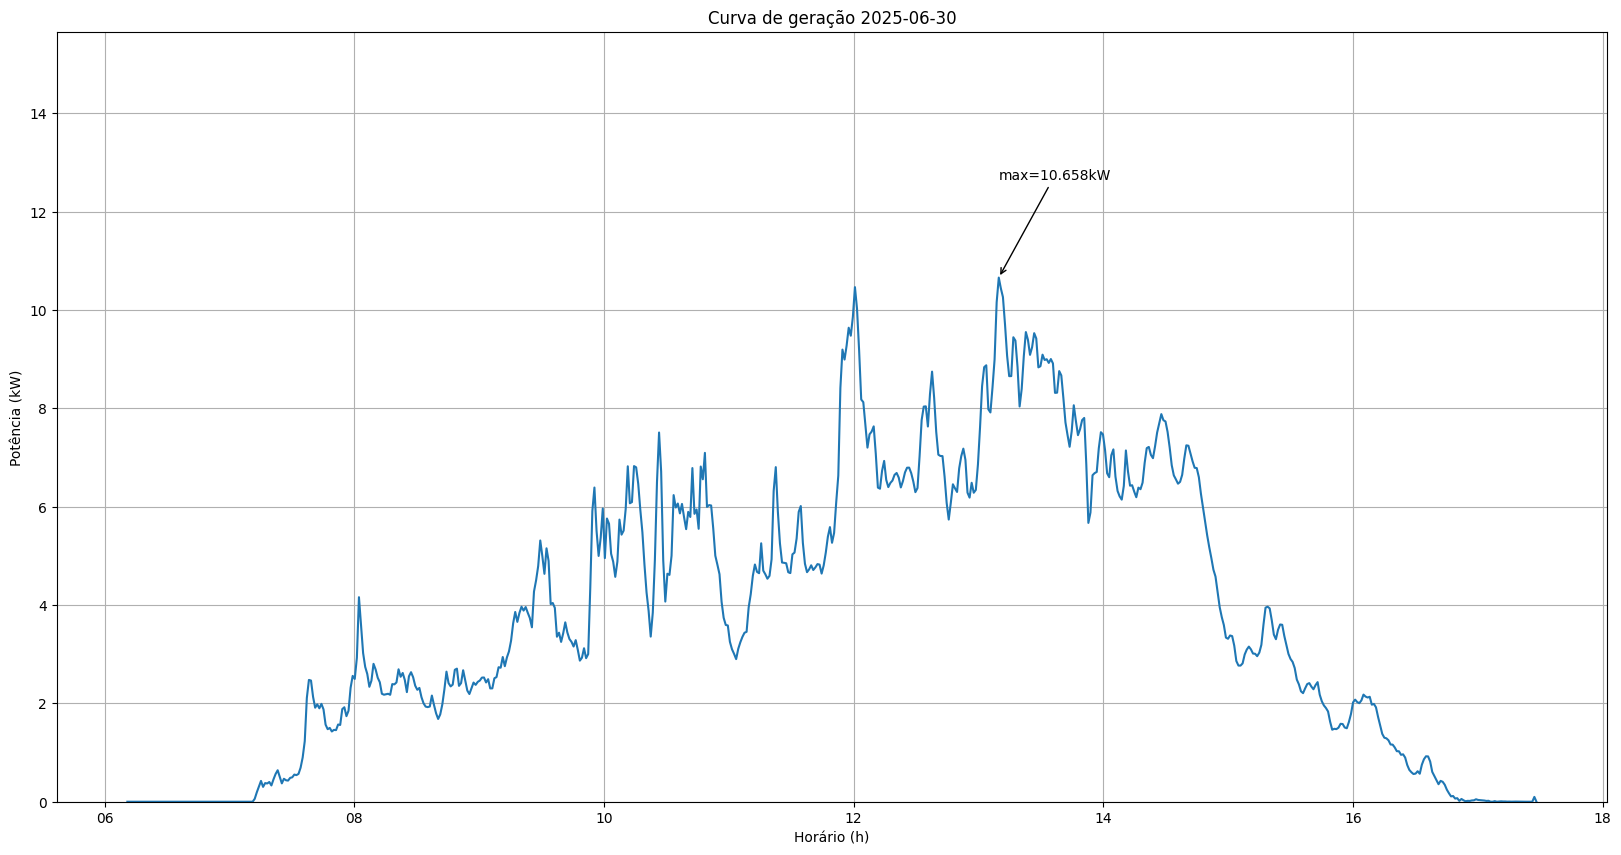 Curva de geração 2025-06-30
14
12
10
8
6
4
2
0
Potência (kW)
max=10.658kW
06 08 10 12 14 16 18
Horário (h)